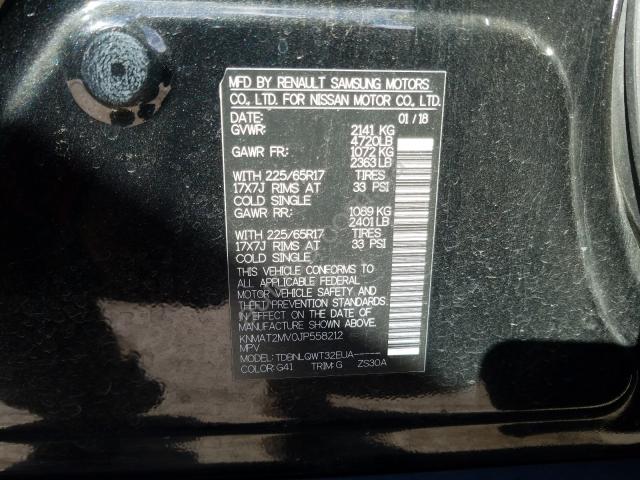 MFD BY RENAULT SAMSUNG MOTORS
CO., LTD. FOR NISSAN MOTOR CO., LTD.
DATE: 01/18
GVWR: 2141 KG
4720LB
GAWR FR: 1072 KG
2363LB
WITH 225/65R17 TIRES
17X7J RIMS AT 33 PSI
COLD SINGLE
GAWR RR: 1089 KG
2401LB
WITH 225/65R17 TIRES
17X7J RIMS AT 33 PSI
COLD SINGLE
THIS VEHICLE CONFORMS TO
ALL APPLICABLE FEDERAL
MOTOR VEHICLE SAFETY AND
THEFT PREVENTION STANDARDS
IN EFFECT ON THE DATE OF
MANUFACTURE SHOWN ABOVE.
KNMAT2MV0JP558212
MPV
MODEL: TDBNLQWT32EUA------
COLOR: G41 TRIM: G ZS30A